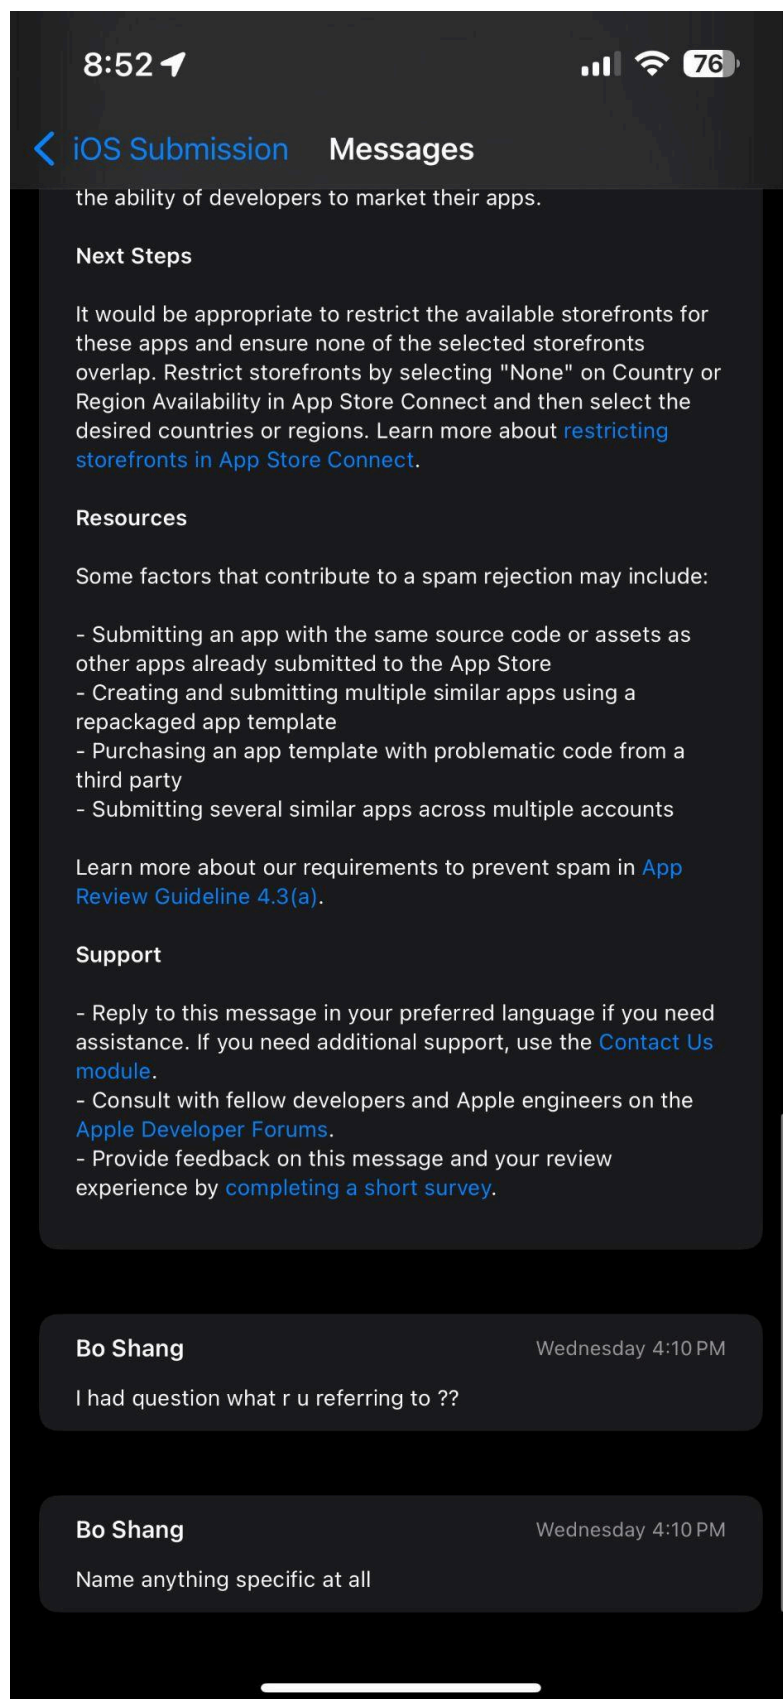 8:52
76
iOS Submission Messages
the ability of developers to market their apps.
Next Steps
It would be appropriate to restrict the available storefronts for
these apps and ensure none of the selected storefronts
overlap. Restrict storefronts by selecting "None" on Country or
Region Availability in App Store Connect and then select the
desired countries or regions. Learn more about restricting
storefronts in App Store Connect.
Resources
Some factors that contribute to a spam rejection may include:
- Submitting an app with the same source code or assets as
other apps already submitted to the App Store
- Creating and submitting multiple similar apps using a
repackaged app template
- Purchasing an app template with problematic code from a
third party
- Submitting several similar apps across multiple accounts
Learn more about our requirements to prevent spam in App
Review Guideline 4.3(a).
Support
- Reply to this message in your preferred language if you need
assistance. If you need additional support, use the Contact Us
module.
- Consult with fellow developers and Apple engineers on the
Apple Developer Forums.
- Provide feedback on this message and your review
experience by completing a short survey.
Bo Shang Wednesday 4:10 PM
I had question what r u referring to ??
Bo Shang Wednesday 4:10 PM
Name anything specific at all